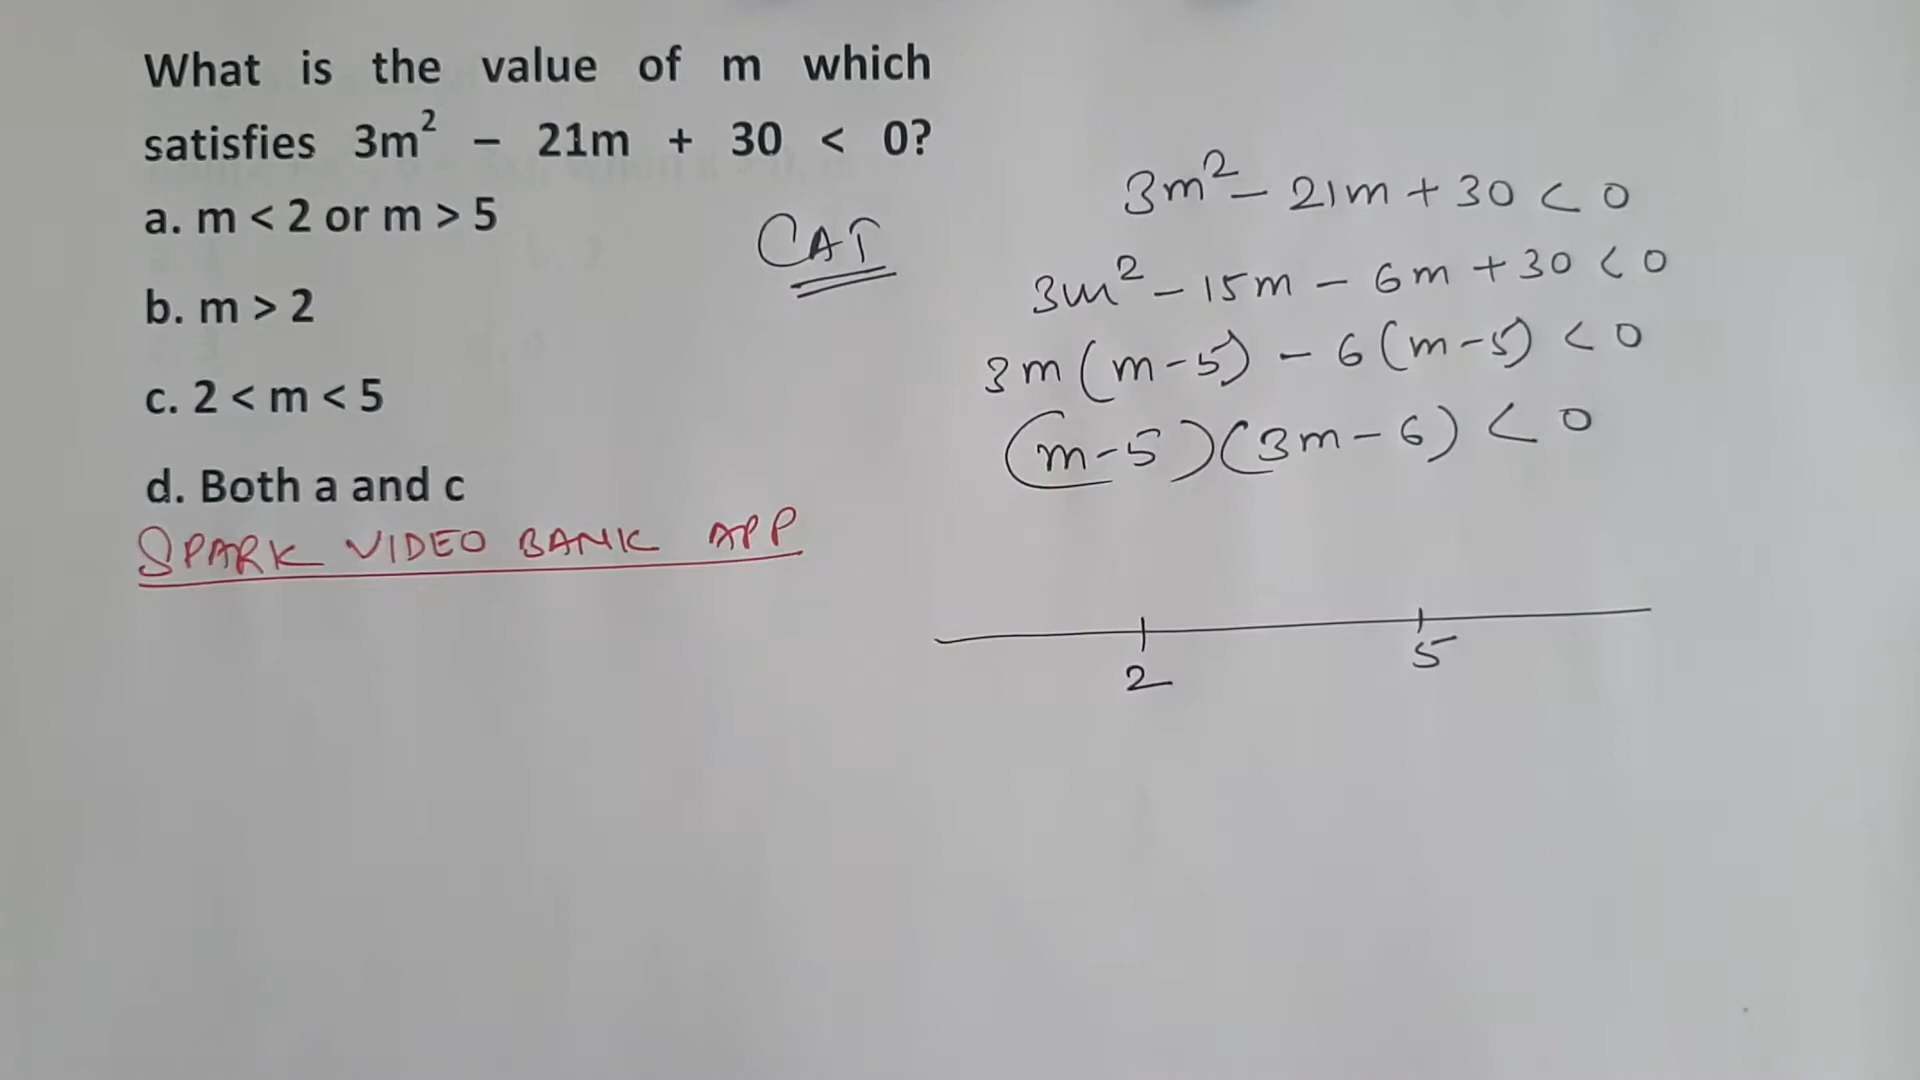 What is the value of m which
satisfies 3m² – 21m + 30 < 0?
a. m < 2 or m > 5
b. m > 2
c. 2 < m < 5
d. Both a and c
CAT
SPARK VIDEO BANK APP
3m² – 21m + 30 < 0
3m² – 15m – 6m + 30 < 0
3m (m-5) – 6 (m-5) < 0
(m-5)(3m-6) < 0
2 5